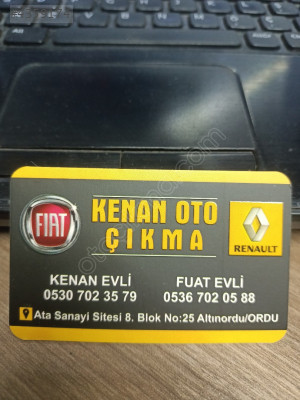 FIAT
KENAN OTO
ÇIKMA
RENAULT
KENAN EVLİ
0530 702 35 79
FUAT EVLİ
0536 702 05 88
Ata Sanayi Sitesi 8. Blok No:25 Altınordu/ORDU